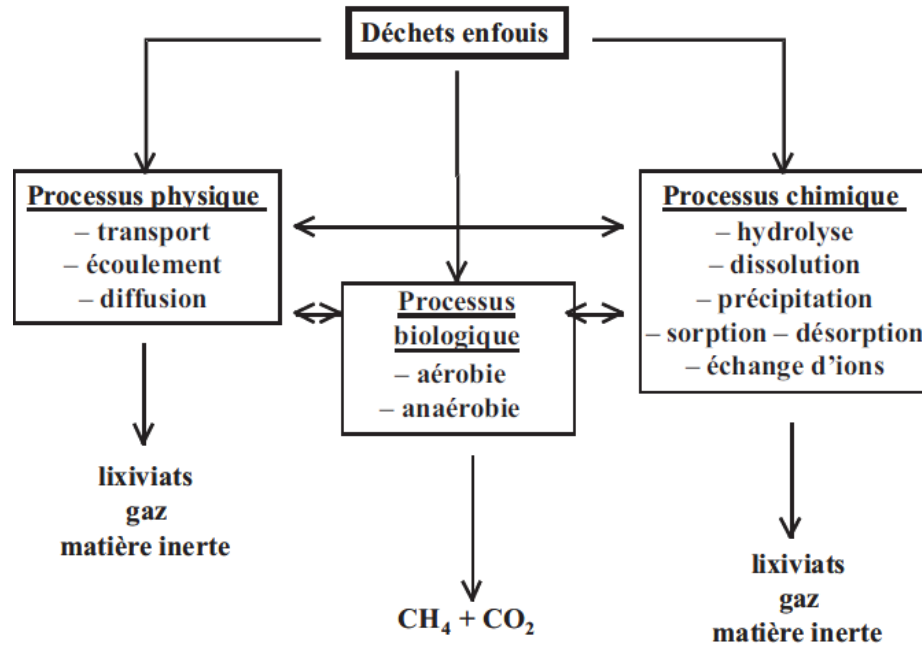 Déchets enfouis
Processus physique
– transport
– écoulement
– diffusion
Processus
biologique
– aérobie
– anaérobie
Processus chimique
– hydrolyse
– dissolution
– précipitation
– sorption – désorption
– échange d’ions
lixiviats
gaz
matière inerte
CH₄ + CO₂
lixiviats
gaz
matière inerte